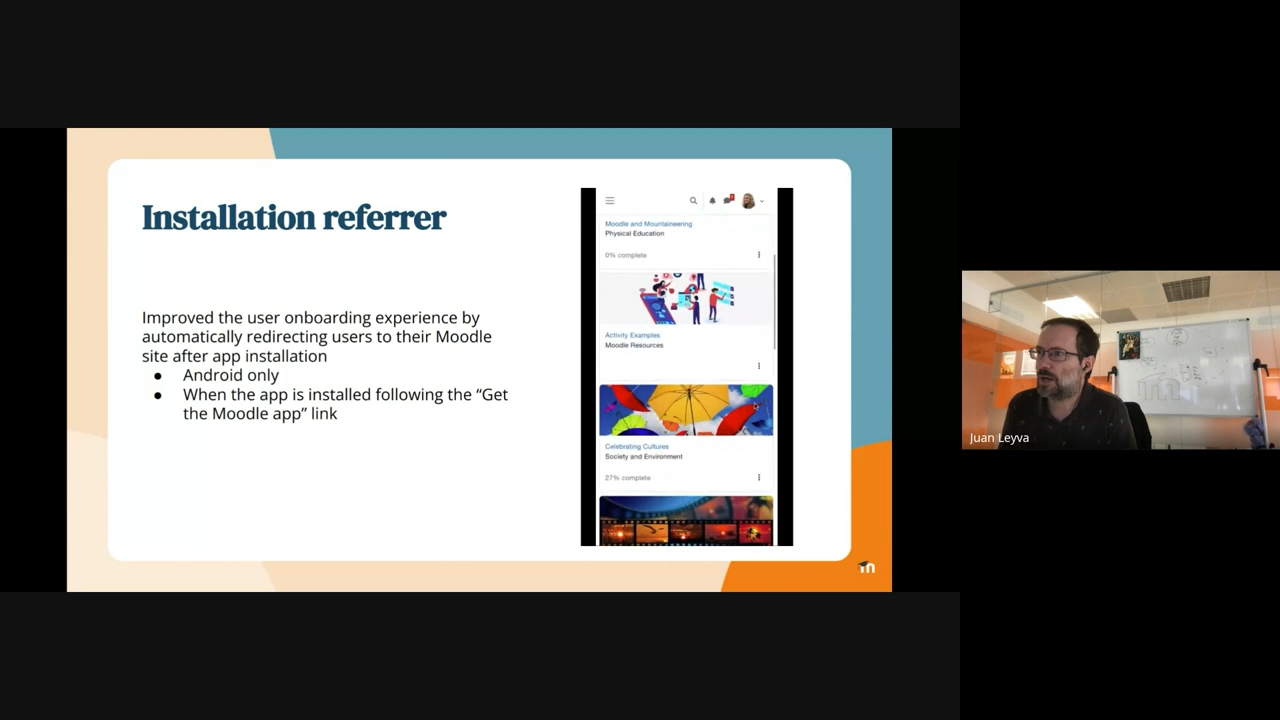 Installation referrer
Improved the user onboarding experience by
automatically redirecting users to their Moodle
site after app installation
● Android only
● When the app is installed following the “Get
the Moodle app” link
Moodle and Mountaineering
Physical Education
0% complete
Activity Examples
Moodle Resources
Celebrating Cultures
Society and Environment
27% complete
m
Juan Leyva